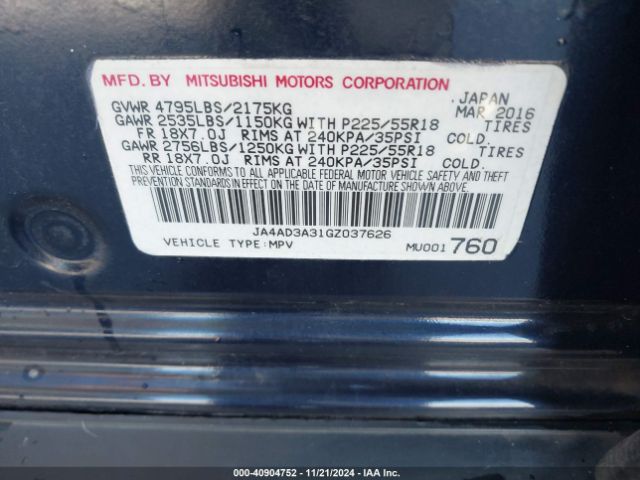 MFD. BY MITSUBISHI MOTORS CORPORATION
JAPAN
GVWR 4795LBS/2175KG MAR 2016
GAWR 2535LBS/1150KG WITH P225/55R18 TIRES
FR 18X7.0J RIMS AT 240KPA/35PSI COLD.
GAWR 2756LBS/1250KG WITH P225/55R18 TIRES
RR 18X7.0J RIMS AT 240KPA/35PSI COLD.
THIS VEHICLE CONFORMS TO ALL APPLICABLE FEDERAL MOTOR VEHICLE SAFETY AND THEFT
PREVENTION STANDARDS IN EFFECT ON THE DATE OF MANUFACTURE SHOWN ABOVE.
JA4AD3A31GZ037626
VEHICLE TYPE:MPV MU001 760
000-40904752 - 11/21/2024 - IAA Inc.